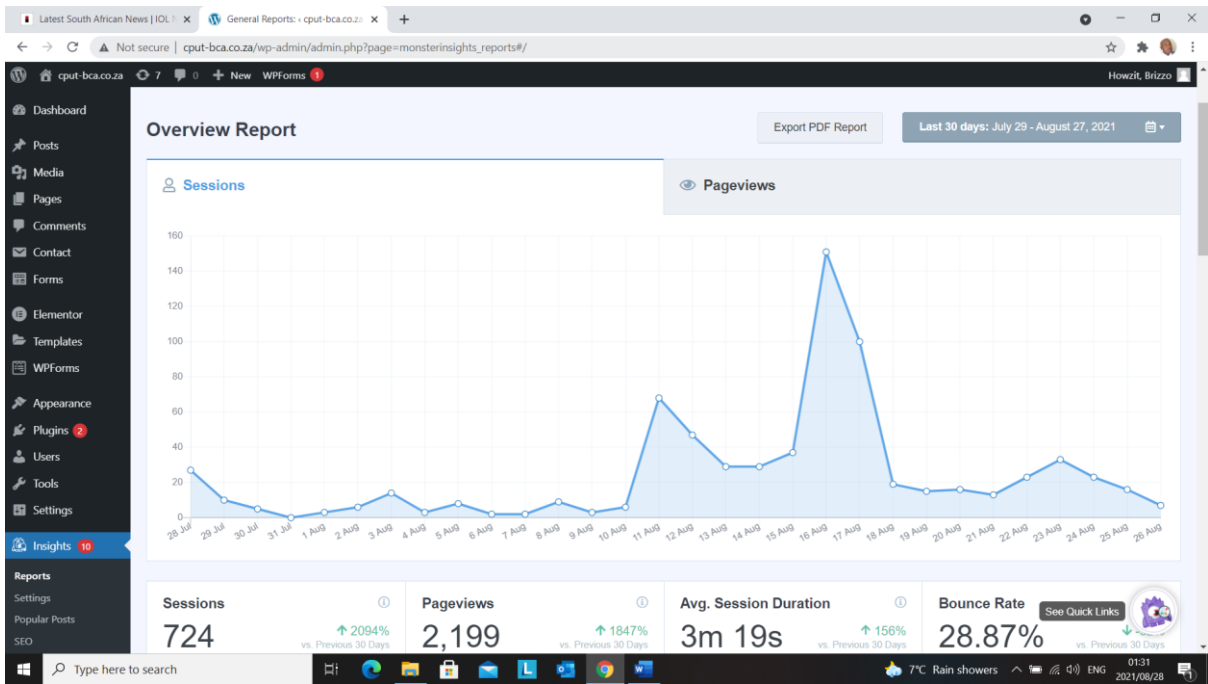 Latest South African News | IOL N
General Reports: ‹ cput-bca.co.za
Not secure | cput-bca.co.za/wp-admin/admin.php?page=monsterinsights_reports#/
cput-bca.co.za 7 0 + New WPForms 1
Howzit, Brizzo
Dashboard
Posts
Media
Pages
Comments
Contact
Forms
Elementor
Templates
WPForms
Appearance
Plugins 2
Users
Tools
Settings
Insights 10
Reports
Settings
Popular Posts
SEO
Overview Report
Export PDF Report
Last 30 days: July 29 - August 27, 2021
Sessions
Pageviews
160
140
120
100
80
60
40
20
0
28 Jul 29 Jul 30 Jul 31 Jul 1 Aug 2 Aug 3 Aug 4 Aug 5 Aug 6 Aug 7 Aug 8 Aug 9 Aug 10 Aug 11 Aug 12 Aug 13 Aug 14 Aug 15 Aug 16 Aug 17 Aug 18 Aug 19 Aug 20 Aug 21 Aug 22 Aug 23 Aug 24 Aug 25 Aug 26 Aug
Sessions
724
2094%
vs. Previous 30 Days
Pageviews
2,199
1847%
vs. Previous 30 Days
Avg. Session Duration
3m 19s
156%
vs. Previous 30 Days
Bounce Rate
28.87%
See Quick Links
vs. Previous 30 Days
Type here to search
7°C Rain showers
ENG
01:31
2021/08/28